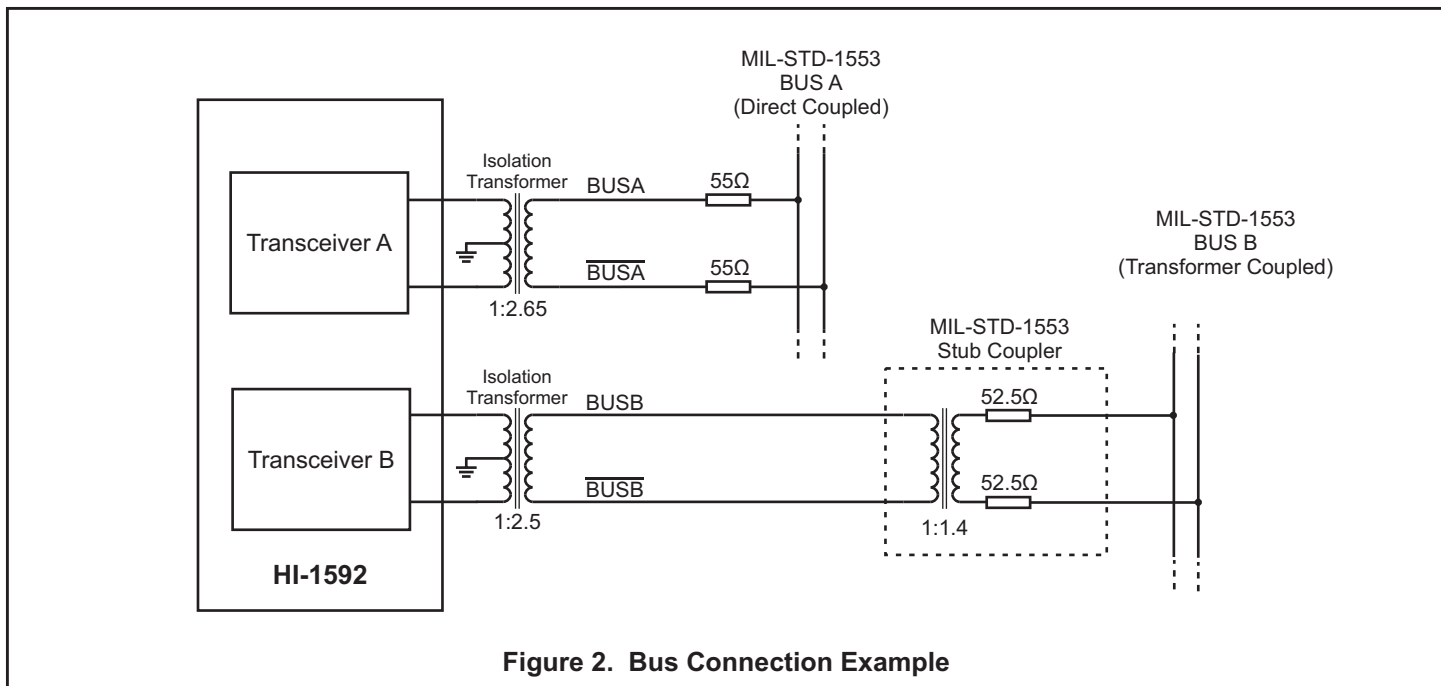 MIL-STD-1553
BUS A
(Direct Coupled)
Isolation
Transformer
BUSA
55Ω
Transceiver A
BUSA
55Ω
1:2.65
MIL-STD-1553
BUS B
(Transformer Coupled)
MIL-STD-1553
Stub Coupler
Isolation
Transformer
BUSB
52.5Ω
Transceiver B
BUSB
52.5Ω
1:2.5
1:1.4
HI-1592
Figure 2. Bus Connection Example